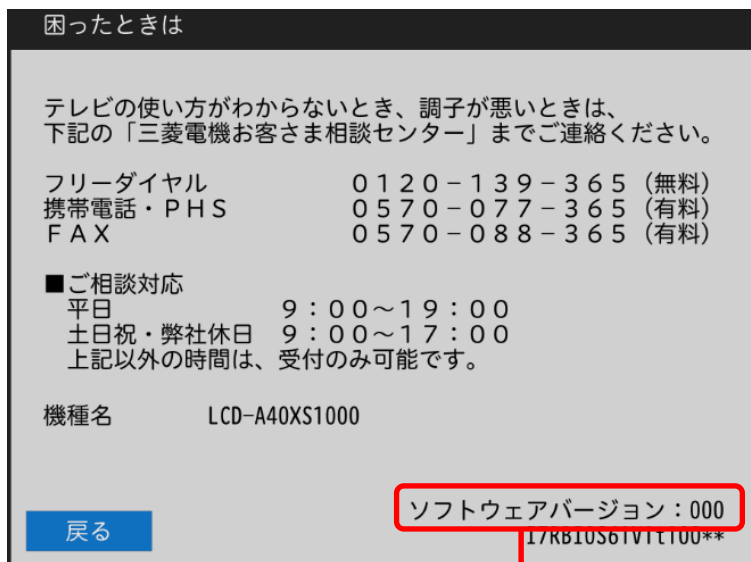 困ったときは
テレビの使い方がわからないとき、調子が悪いときは、
下記の「三菱電機お客さま相談センター」までご連絡ください。
フリーダイヤル 0120-139-365 (無料)
携帯電話・PHS 0570-077-365 (有料)
FAX 0570-088-365 (有料)
■ご相談対応
平日 9:00~19:00
土日祝・弊社休日 9:00~17:00
上記以外の時間は、受付のみ可能です。
機種名 LCD-A40XS1000
ソフトウェアバージョン:000
戻る